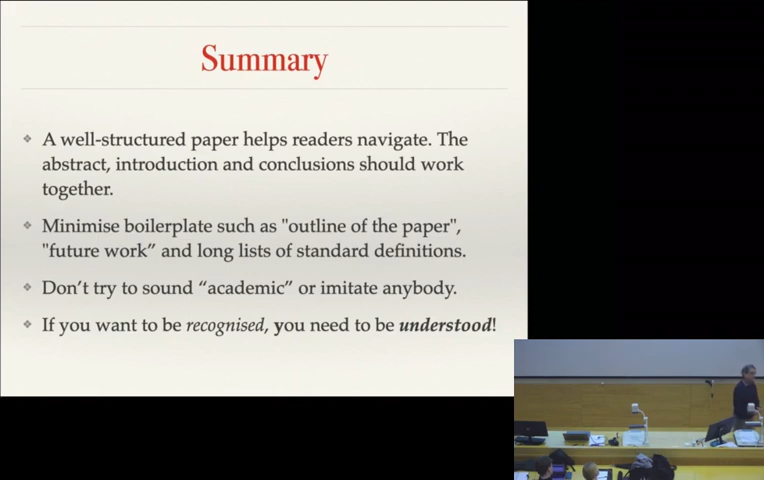 Summary
A well-structured paper helps readers navigate. The
abstract, introduction and conclusions should work
together.
Minimise boilerplate such as "outline of the paper",
"future work” and long lists of standard definitions.
Don’t try to sound “academic” or imitate anybody.
If you want to be recognised, you need to be understood!